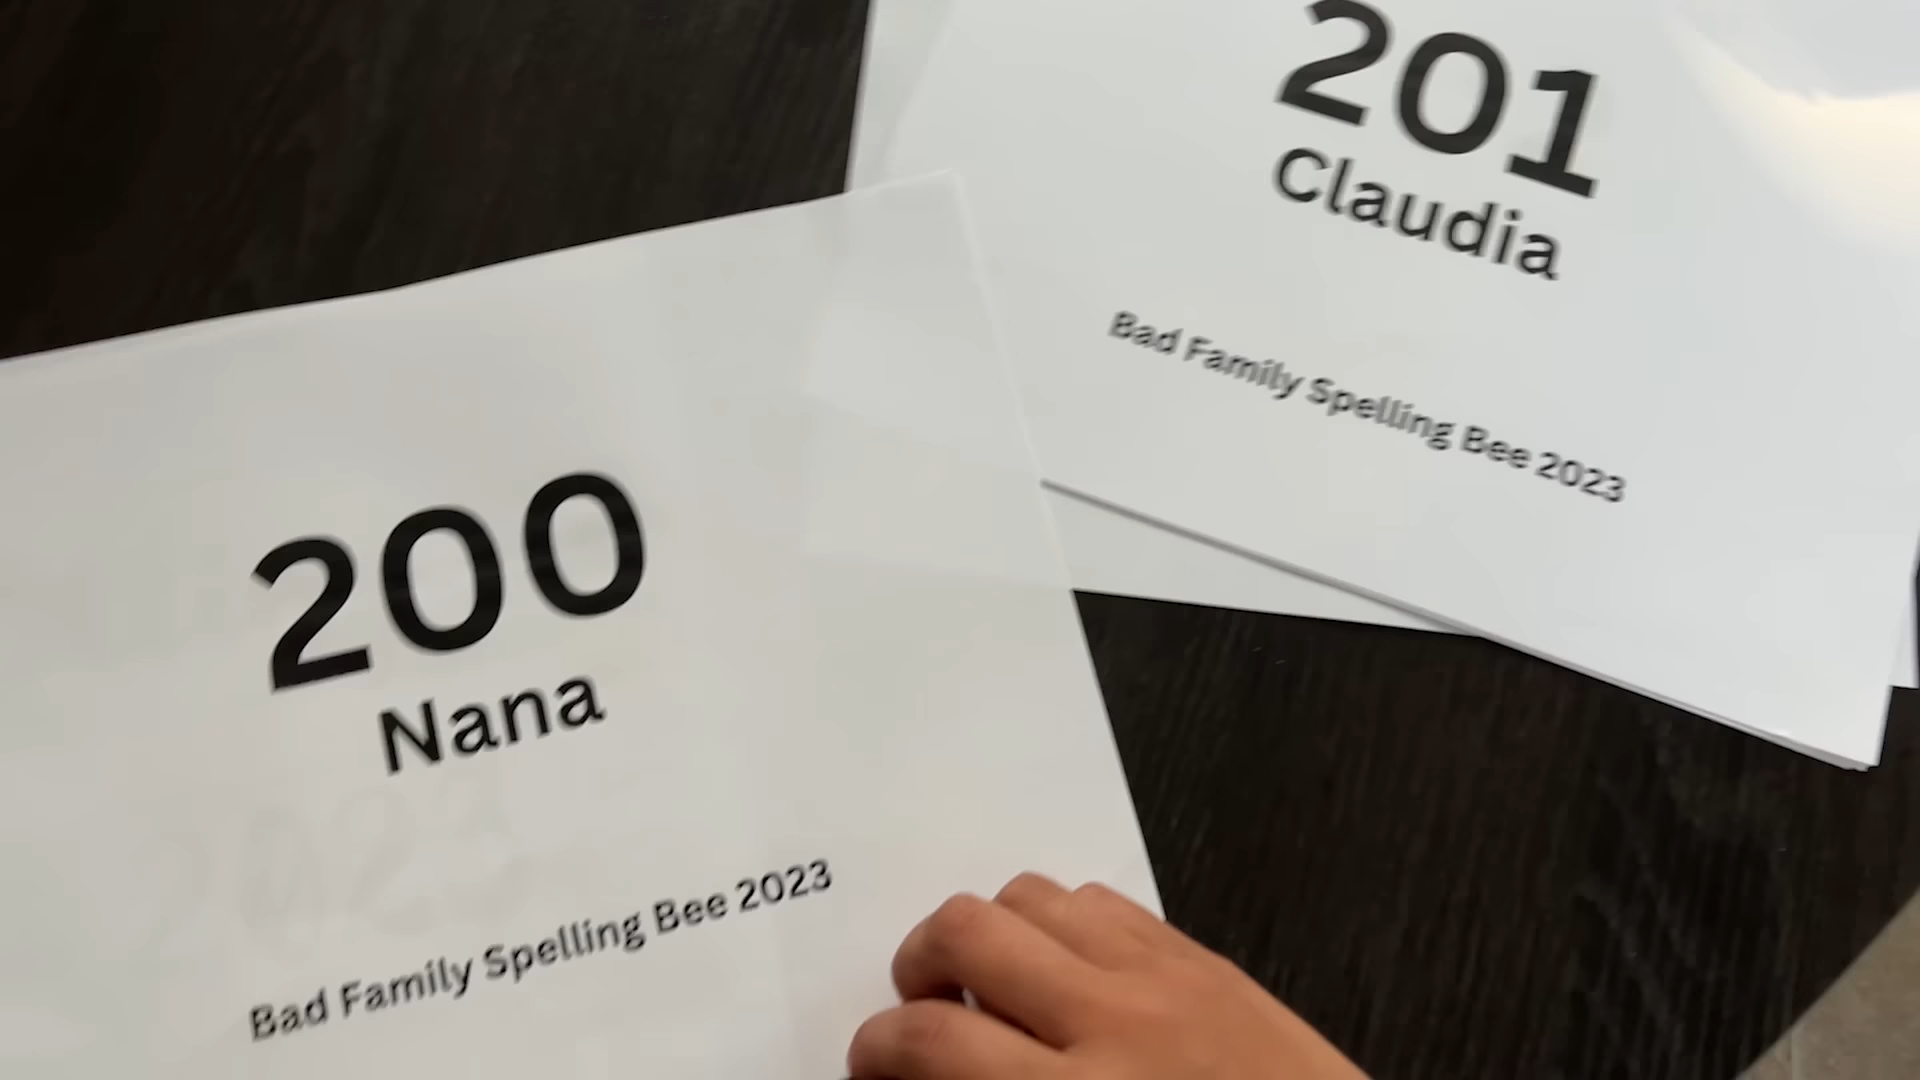 200
Nana
Bad Family Spelling Bee 2023
201
Claudia
Bad Family Spelling Bee 2023